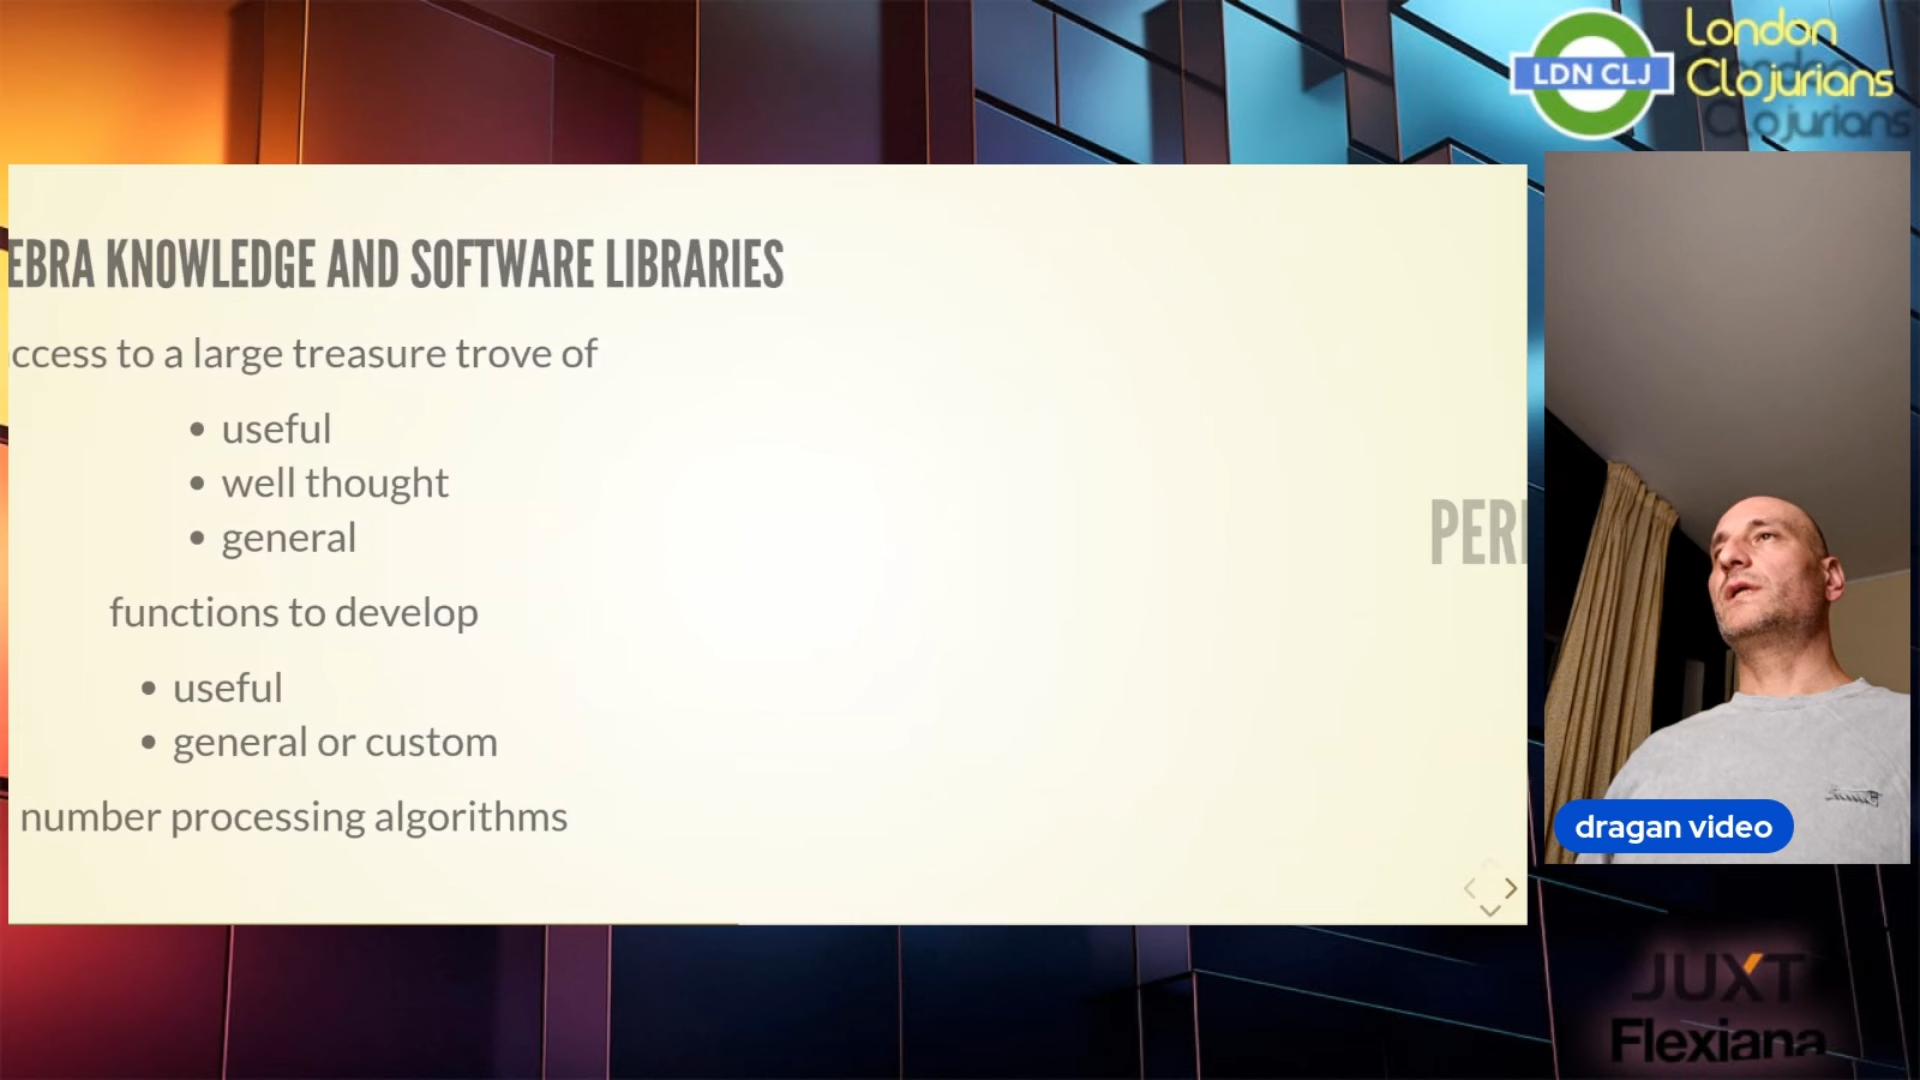 London
Clojurians
LDN CLJ
EBRA KNOWLEDGE AND SOFTWARE LIBRARIES
ccess to a large treasure trove of
• useful
• well thought
• general
PER
functions to develop
• useful
• general or custom
number processing algorithms
dragan video
JUXT
Flexiana